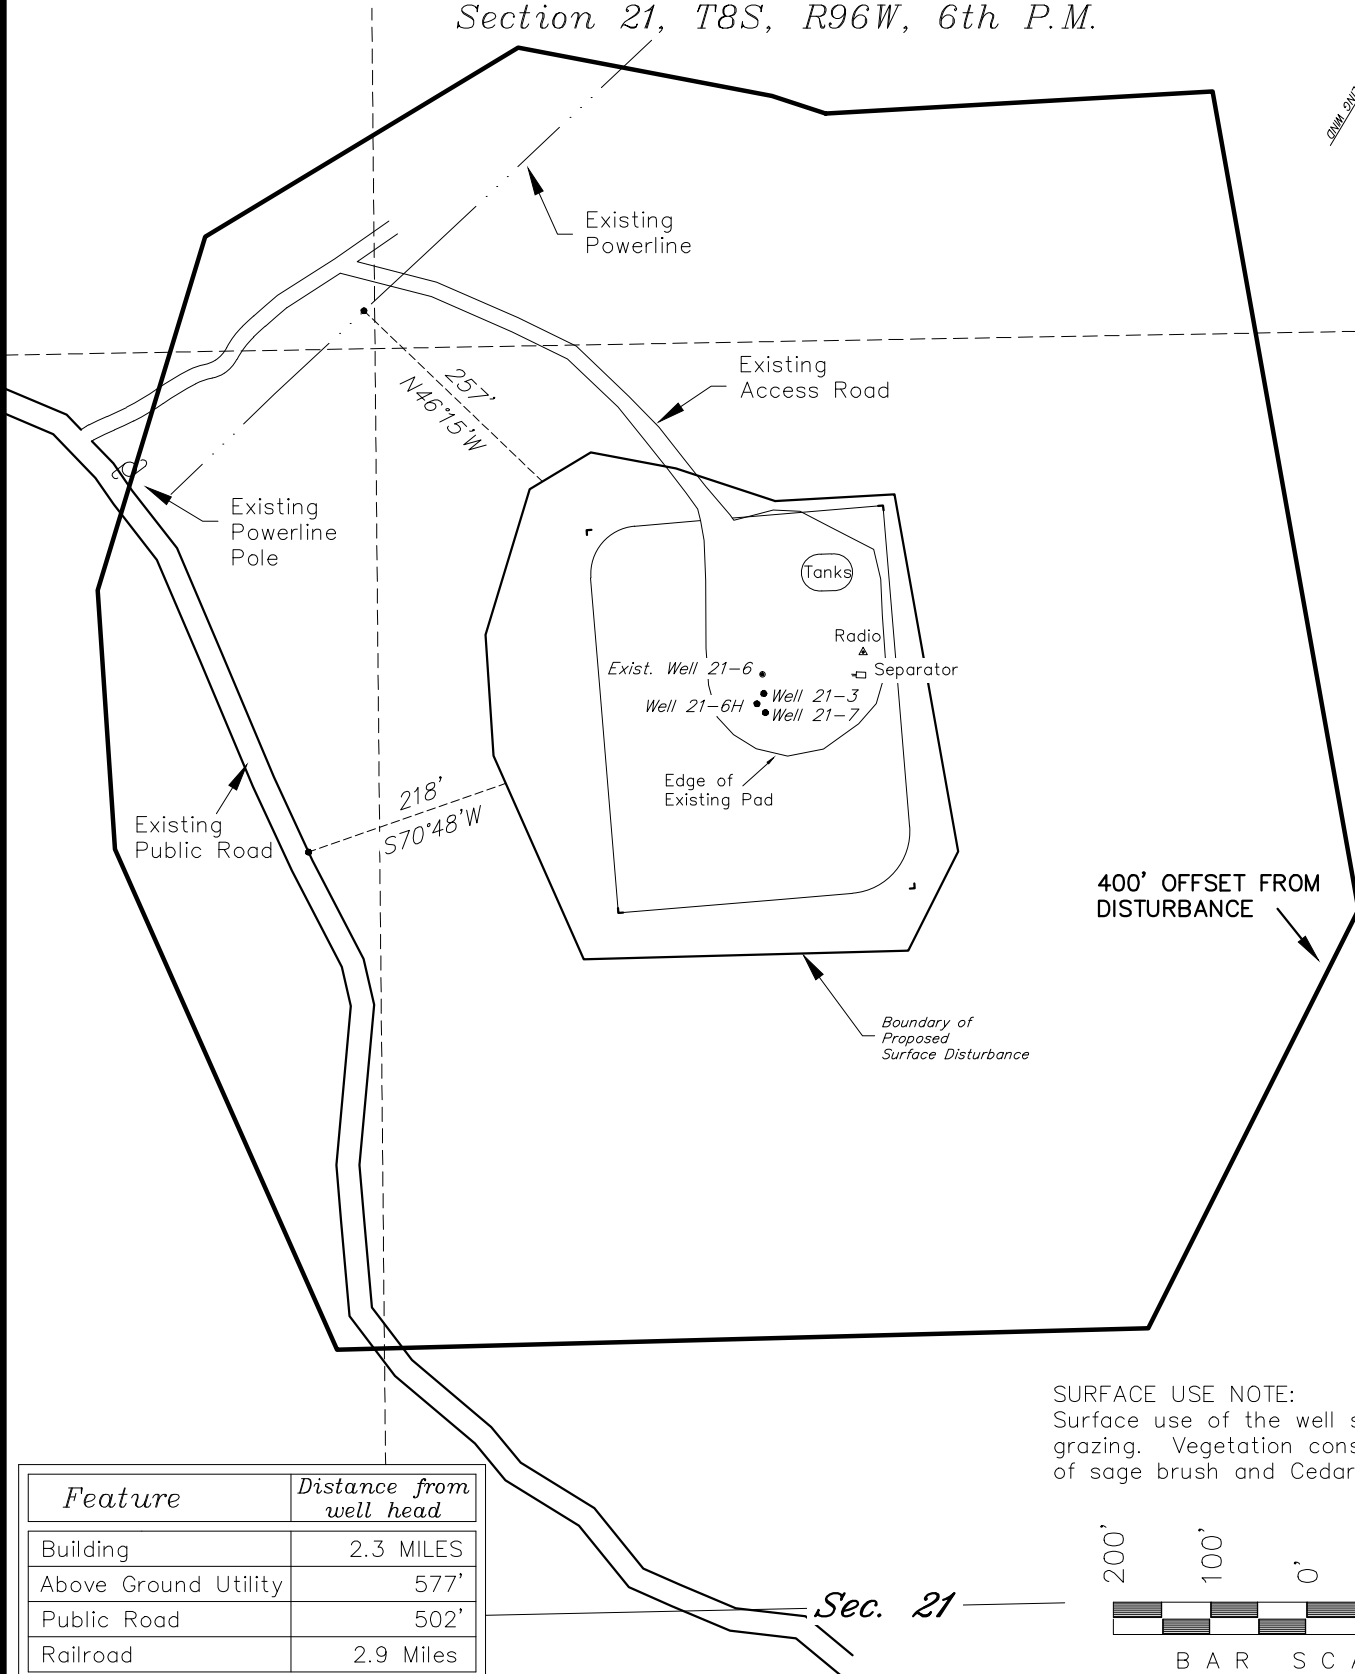 Section 21, T8S, R96W, 6th P.M.
Existing
Powerline
Existing
Access Road
257'
N46°15'W
Existing
Powerline
Pole
Tanks
Radio
Separator
Exist. Well 21-6
Well 21-3
Well 21-6H
Well 21-7
Edge of
Existing Pad
218'
S70°48'W
Existing
Public Road
400' OFFSET FROM
DISTURBANCE
Boundary of
Proposed
Surface Disturbance
SURFACE USE NOTE:
Surface use of the well
grazing. Vegetation
of sage brush and Cedar
Feature Distance from
well head
Building 2.3 MILES
Above Ground Utility 577'
Public Road 502'
Railroad 2.9 Miles
Sec. 21
200' 100' 0'
BAR